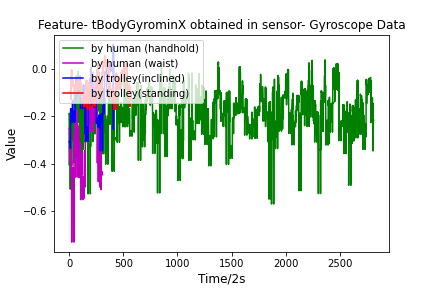 Feature- tBodyGyrominX obtained in sensor- Gyroscope Data
by human (handhold)
by human (waist)
by trolley(inclined)
by trolley(standing)
0.0
−0.2
−0.4
−0.6
Value
0 500 1000 1500 2000 2500
Time/2s